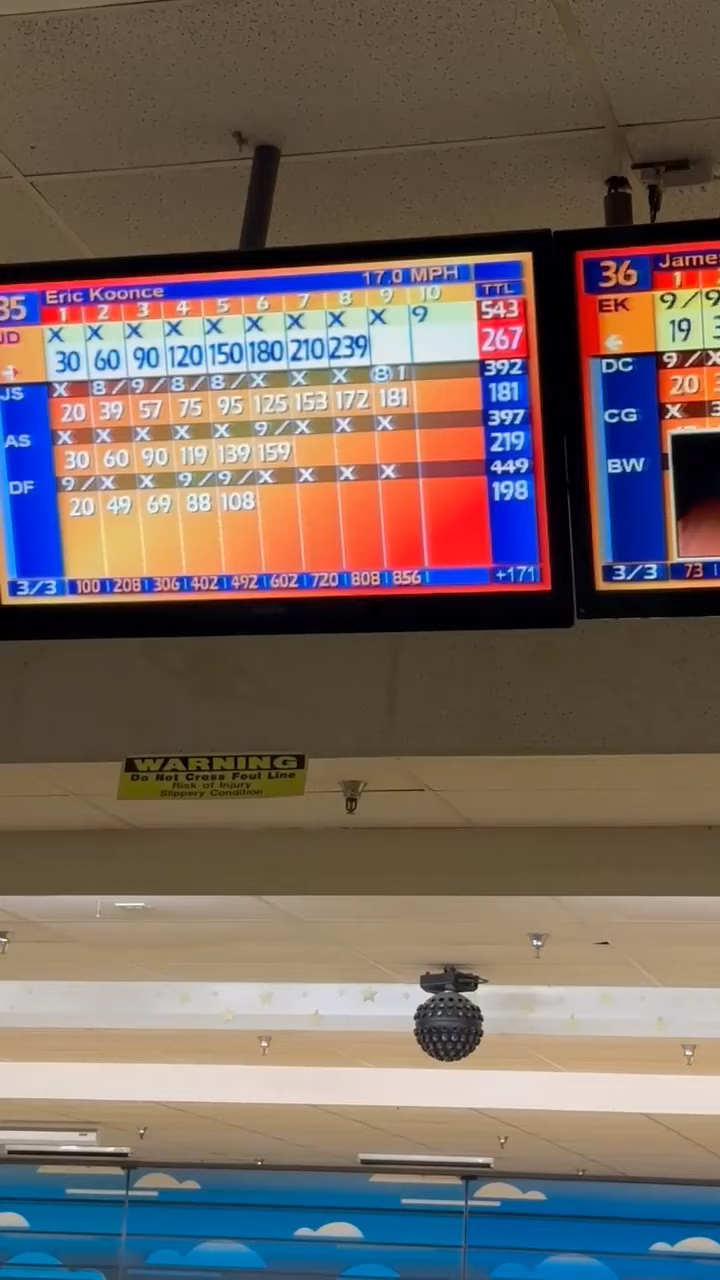 35 Eric Koonce 17.0 MPH
1 2 3 4 5 6 7 8 9 10 TTL
JD X X X X X X X X X 9 543
30 60 90 120 150 180 210 239 267
JS X 8/ 9/ 8/ 8/ X X X 8 1 392
20 39 57 75 95 125 153 172 181 181
AS X X X X X 9/ X X X 397
30 60 90 119 139 159 219
DF 9/ X X 9/ 9/ X X X X 449
20 49 69 88 108 198
3/3 100 208 306 402 492 602 720 808 856 +171
36 Jame
1
EK 9/ 9
19
DC 9/ X
20
CG X 3
BW
3/3 73
WARNING
Do Not Cross Foul Line
Risk of Injury
Slippery Condition